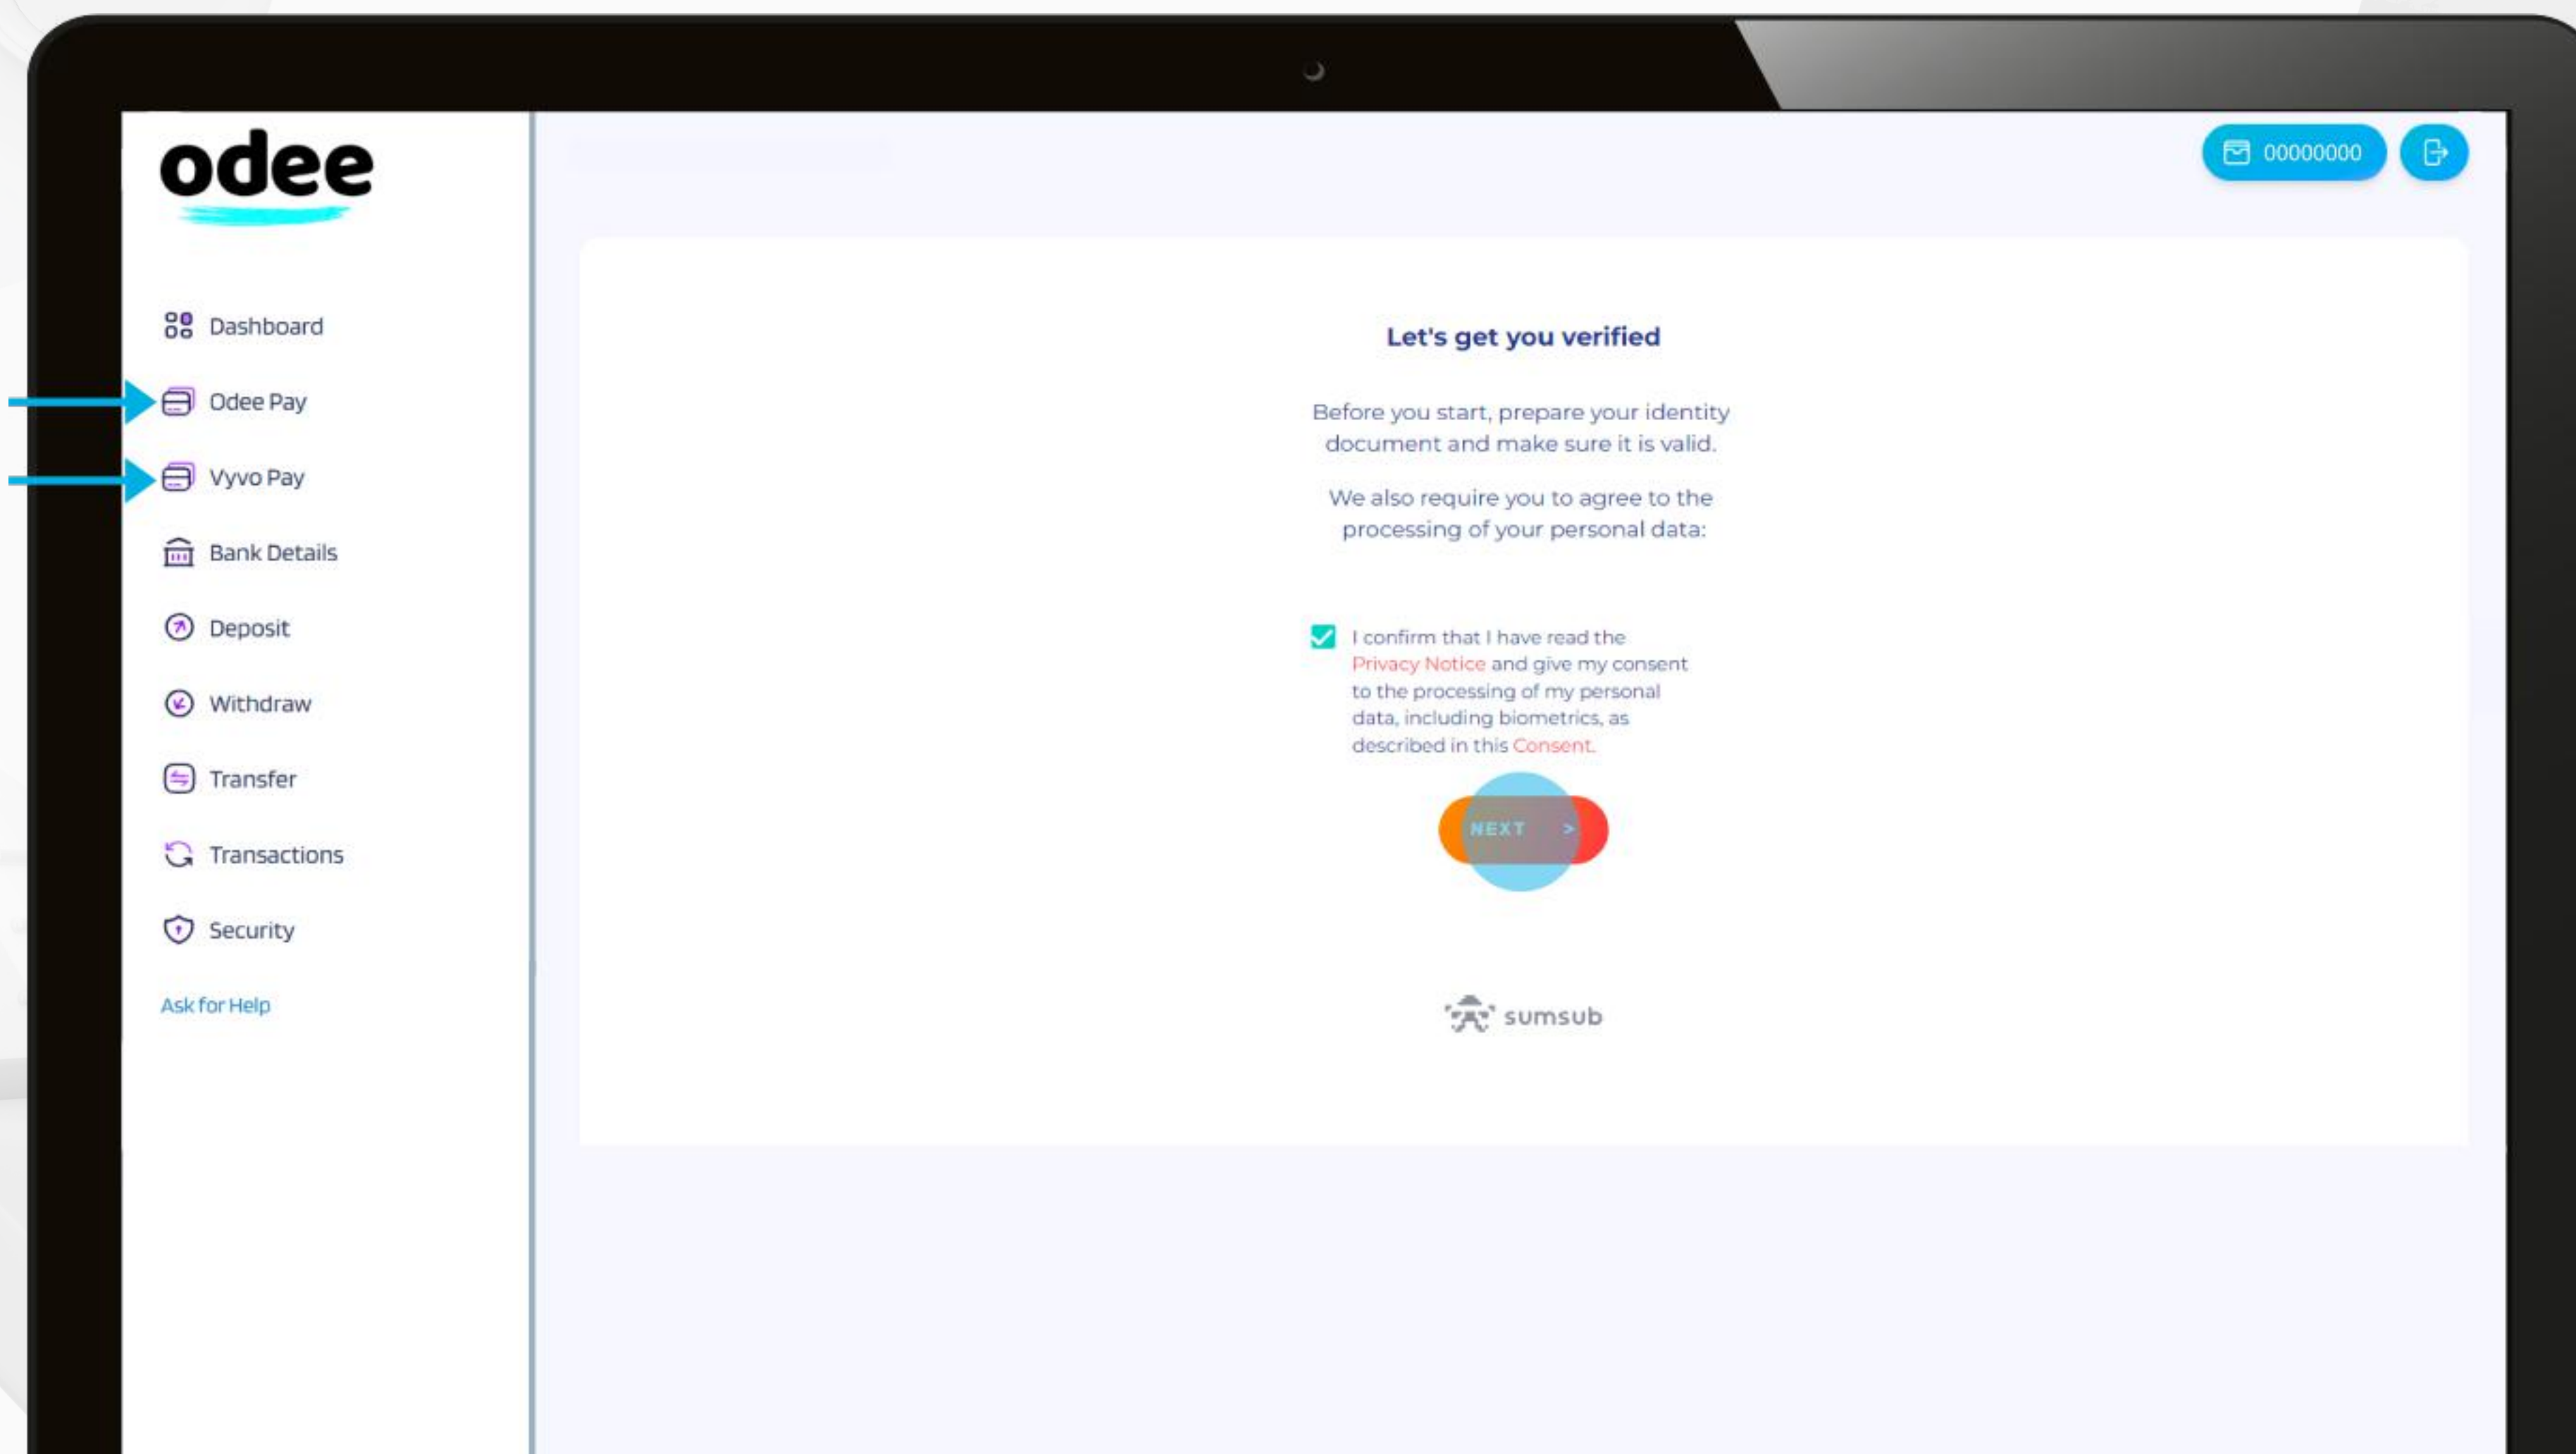 odee
00000000
Dashboard
Odee Pay
Vyvo Pay
Bank Details
Deposit
Withdraw
Transfer
Transactions
Security
Ask for Help
Let's get you verified
Before you start, prepare your identity
document and make sure it is valid.
We also require you to agree to the
processing of your personal data:
I confirm that I have read the
Privacy Notice and give my consent
to the processing of my personal
data, including biometrics, as
described in this Consent.
NEXT >
sumsub